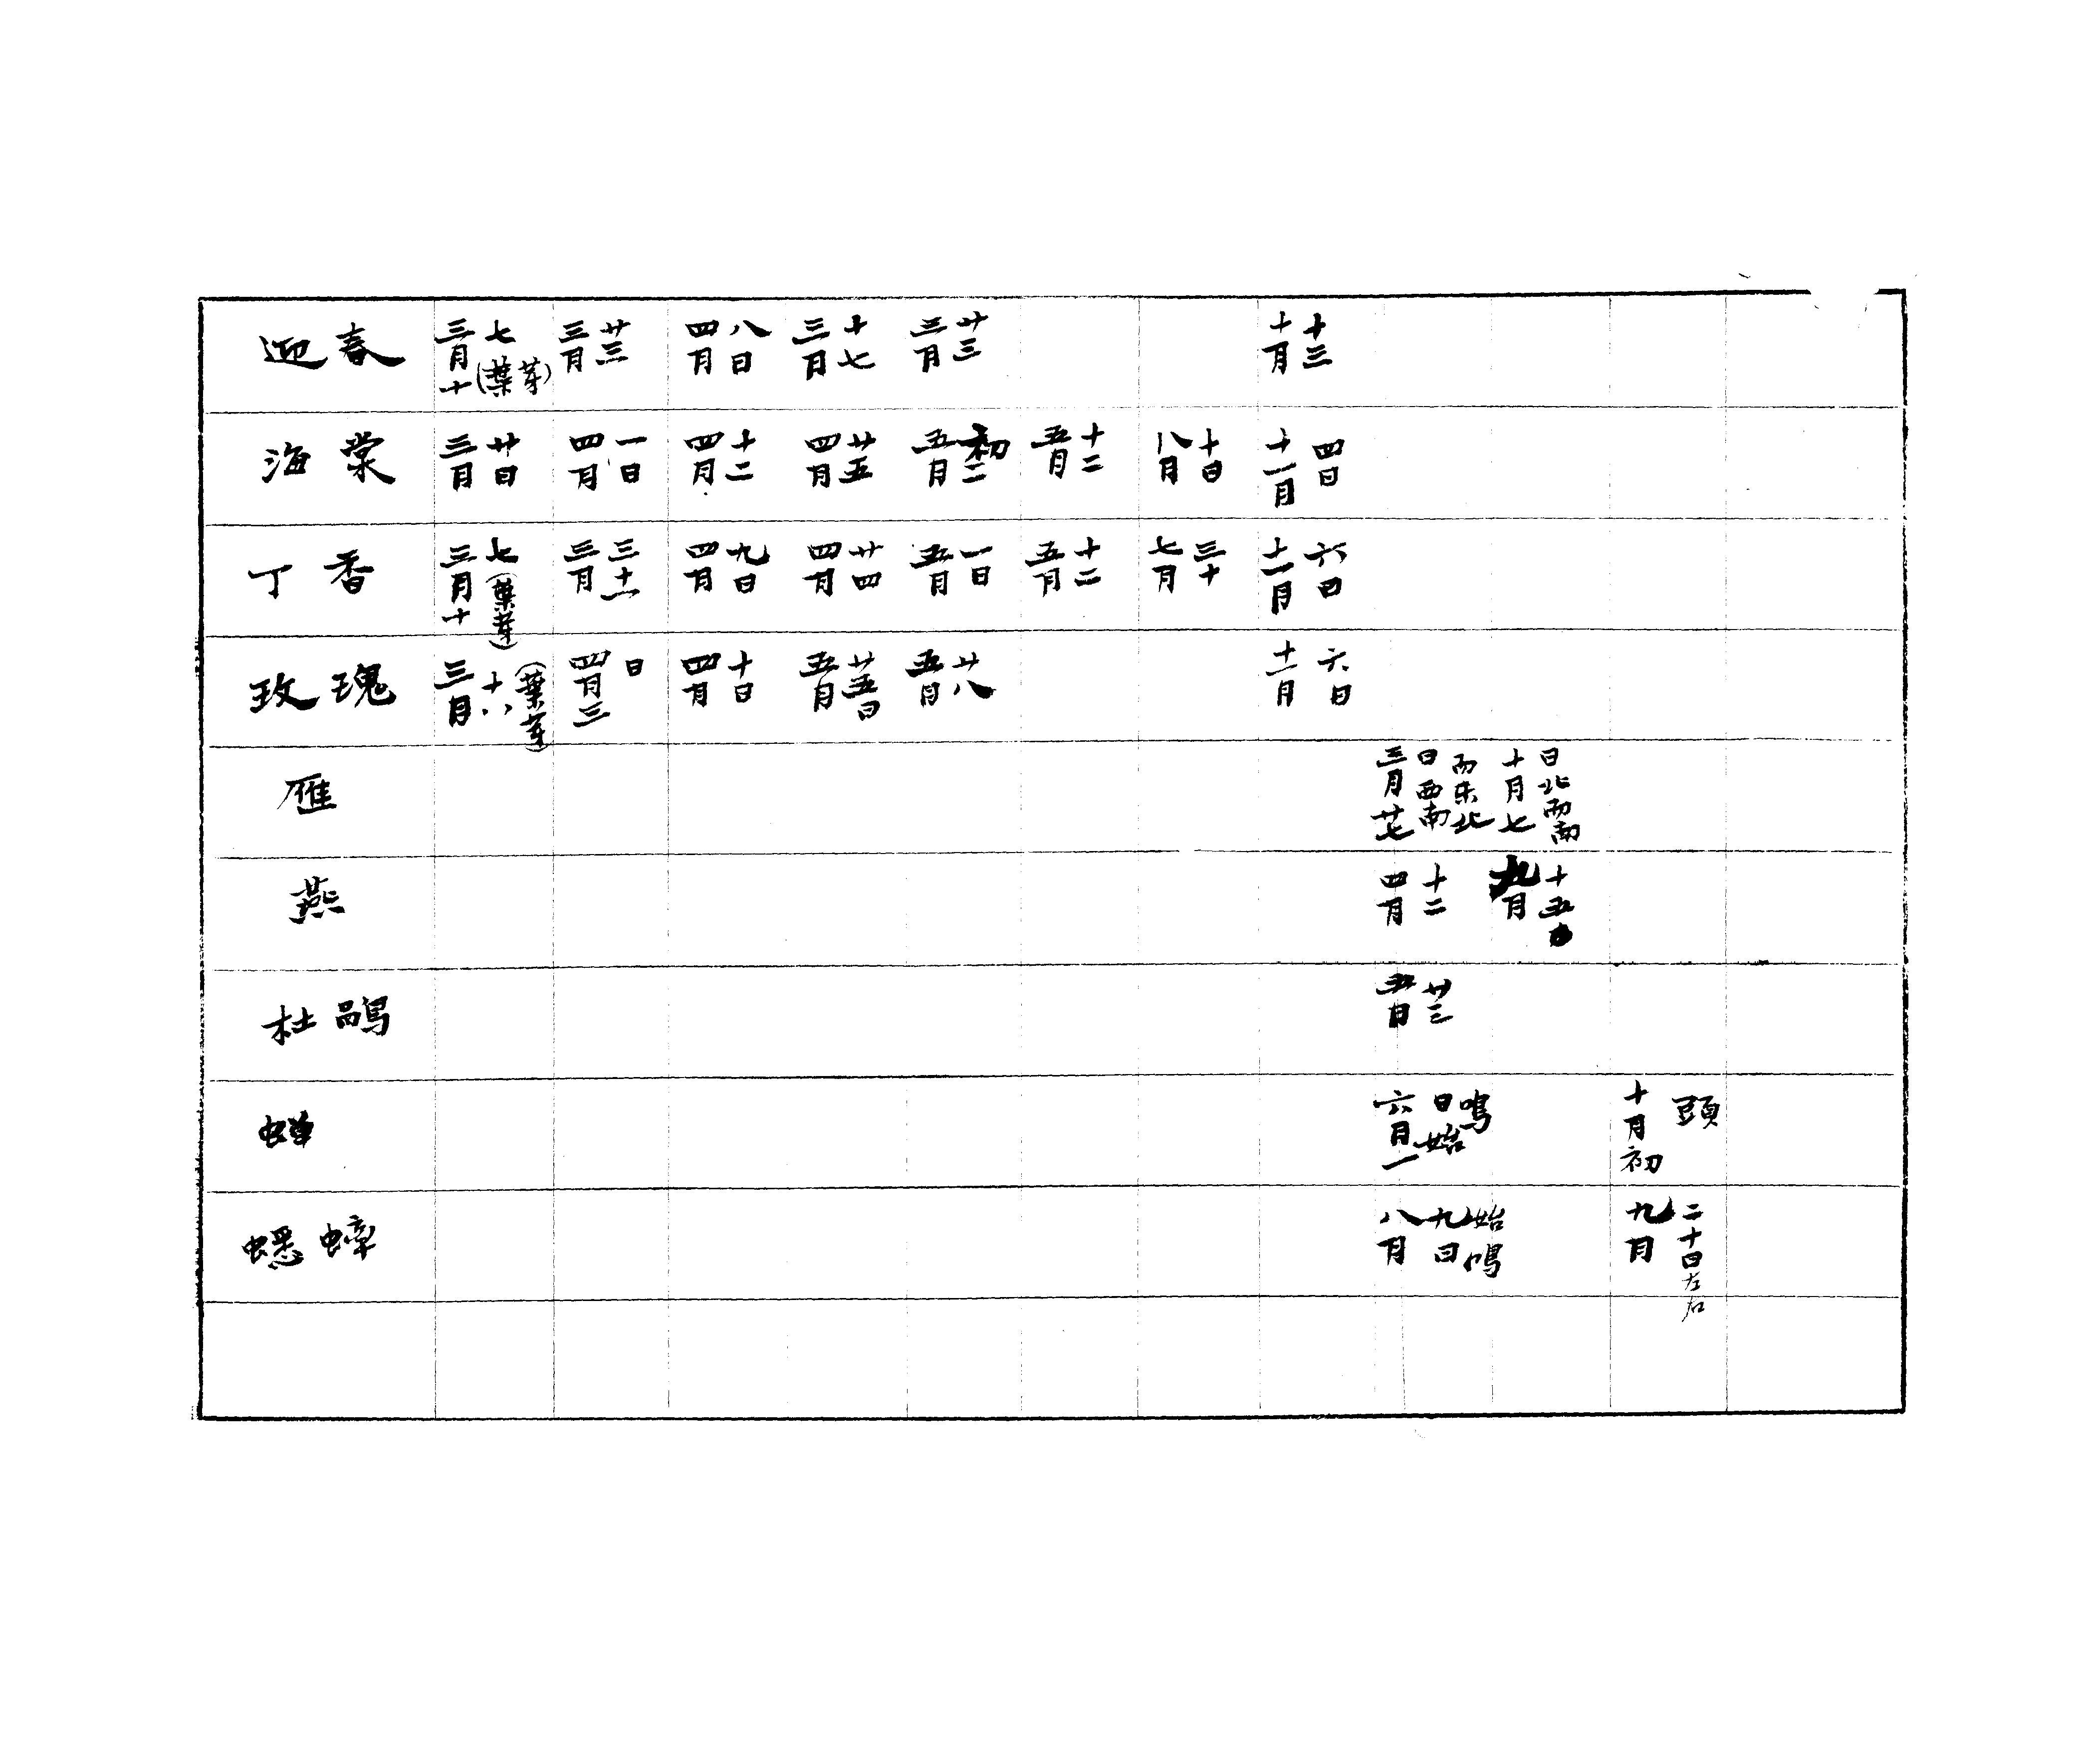 迎春 三月十七(葉芽) 三月廿三 四月八日 三月十七 三月廿三 十月十三
海棠 三月廿日 四月一日 四月十二 四月廿五 五月初二 五月十二 八月十日 十一月四日
丁香 三月十七(葉芽) 三月三十一 四月九日 四月廿四 五月一日 五月十二 七月三十 十一月六日
玫瑰 三月十八(葉芽) 四月三日 四月十日 五月廿五日 五月廿八 十一月六日
雁 三月廿七日西南而东北 十月七日北而南
燕 四月十二 九月十五日
杜鵑 五月廿三
蟬 六月一日始鳴 十月初頭
蟋蟀 八月九日始鳴 九月二十日左右